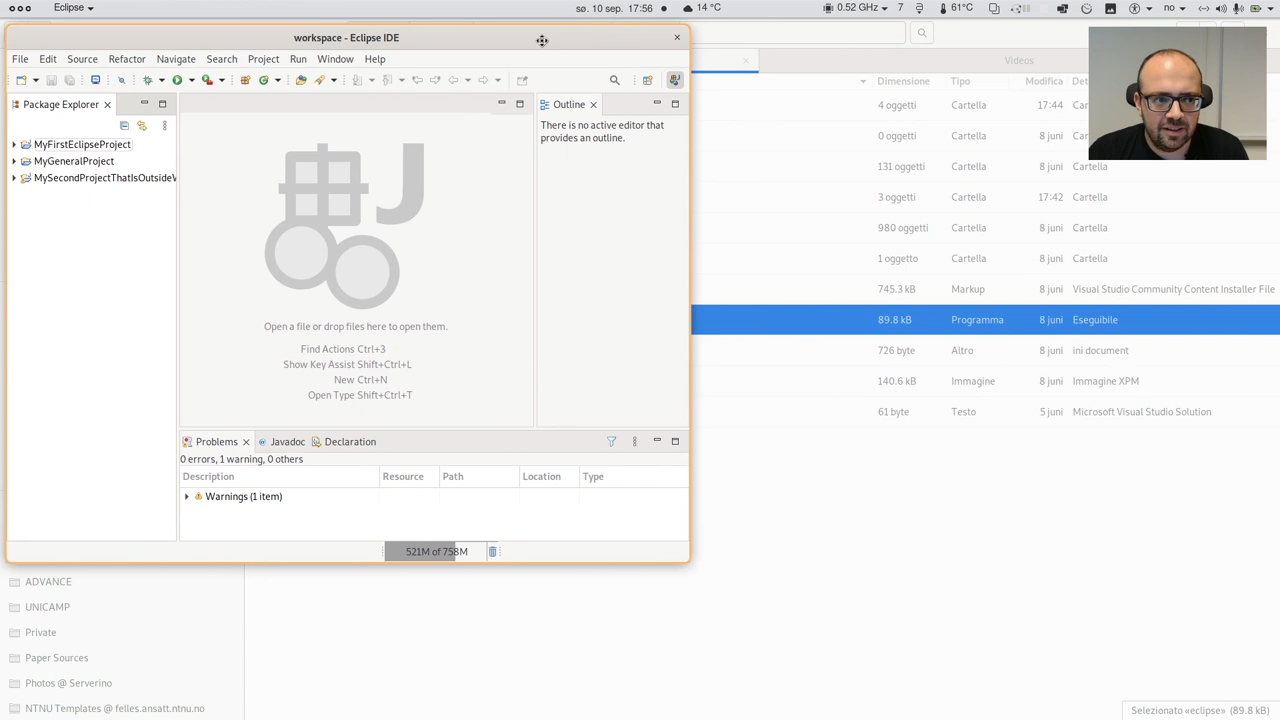 Eclipse
sø. 10 sep. 17:56
14 °C
0.52 GHz
7
61°C
no
workspace - Eclipse IDE
File Edit Source Refactor Navigate Search Project Run Window Help
Videos
Package Explorer
MyFirstEclipseProject
MyGeneralProject
MySecondProjectThatIsOutsideW
Open a file or drop files here to open them.
Find Actions Ctrl+3
Show Key Assist Shift+Ctrl+L
New Ctrl+N
Open Type Shift+Ctrl+T
Outline
There is no active editor that
provides an outline.
Problems
Javadoc
Declaration
0 errors, 1 warning, 0 others
Description Resource Path Location Type
Warnings (1 item)
521M of 758M
Dimensione Tipo Modifica Det
4 oggetti Cartella 17:44 Car
0 oggetti Cartella 8 juni Car
131 oggetti Cartella 8 juni Cartella
3 oggetti Cartella 17:42 Cartella
980 oggetti Cartella 8 juni Cartella
1 oggetto Cartella 8 juni Cartella
745.3 kB Markup 8 juni Visual Studio Community Content Installer File
89.8 kB Programma 8 juni Eseguibile
726 byte Altro 8 juni ini document
140.6 kB Immagine 8 juni Immagine XPM
61 byte Testo 5 juni Microsoft Visual Studio Solution
ADVANCE
UNICAMP
Private
Paper Sources
Photos @ Serverino
NTNU Templates @ felles.ansatt.ntnu.no
Selezionato «eclipse» (89.8 kB)